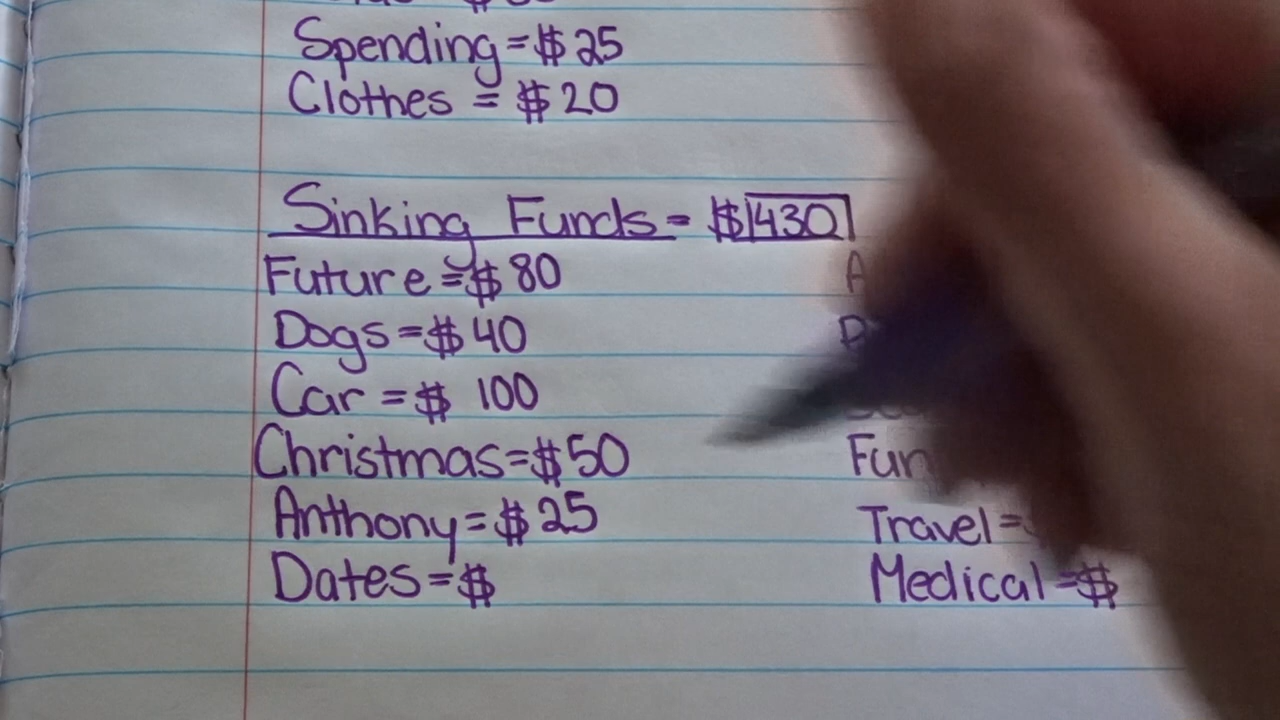 Spending = $25
Clothes = $20
Sinking Funds = $430
Future = $80
Dogs = $40
Car = $ 100
Christmas = $50
Fun
Anthony = $25
Travel =
Dates = $
Medical = $